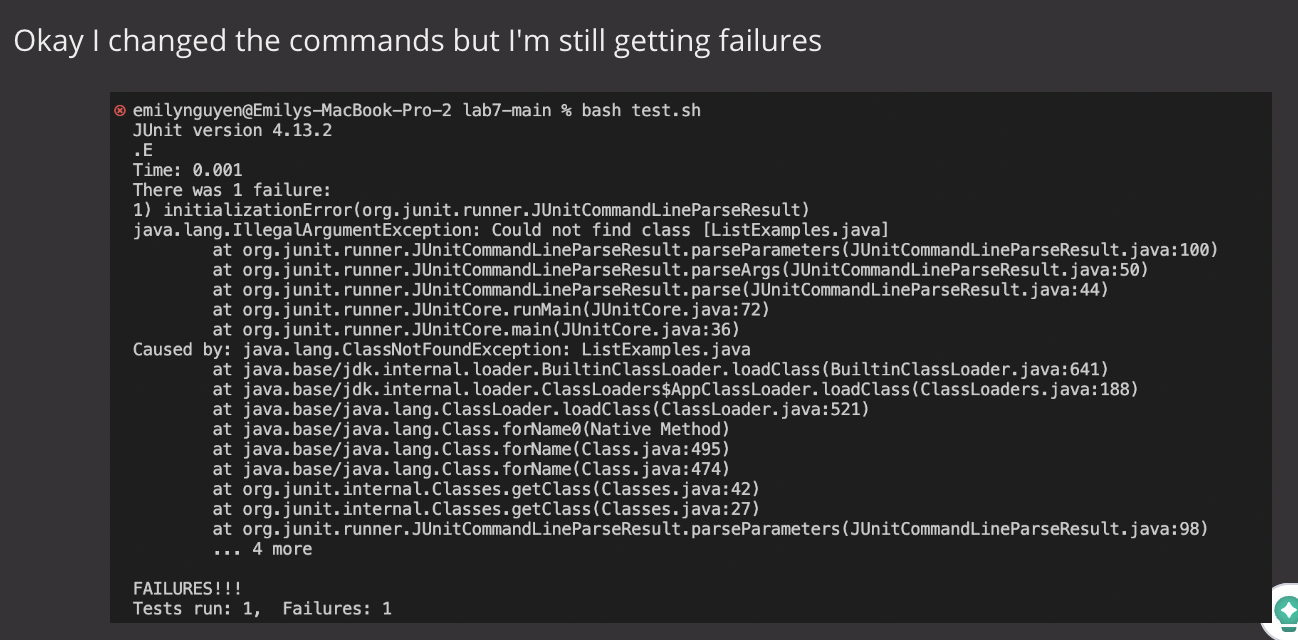 Okay I changed the commands but I'm still getting failures
emilynguyen@Emilys-MacBook-Pro-2 lab7-main % bash test.sh
JUnit version 4.13.2
.E
Time: 0.001
There was 1 failure:
1) initializationError(org.junit.runner.JUnitCommandLineParseResult)
java.lang.IllegalArgumentException: Could not find class [ListExamples.java]
        at org.junit.runner.JUnitCommandLineParseResult.parseParameters(JUnitCommandLineParseResult.java:100)
        at org.junit.runner.JUnitCommandLineParseResult.parseArgs(JUnitCommandLineParseResult.java:50)
        at org.junit.runner.JUnitCommandLineParseResult.parse(JUnitCommandLineParseResult.java:44)
        at org.junit.runner.JUnitCore.runMain(JUnitCore.java:72)
        at org.junit.runner.JUnitCore.main(JUnitCore.java:36)
Caused by: java.lang.ClassNotFoundException: ListExamples.java
        at java.base/jdk.internal.loader.BuiltinClassLoader.loadClass(BuiltinClassLoader.java:641)
        at java.base/jdk.internal.loader.ClassLoaders$AppClassLoader.loadClass(ClassLoaders.java:188)
        at java.base/java.lang.ClassLoader.loadClass(ClassLoader.java:521)
        at java.base/java.lang.Class.forName0(Native Method)
        at java.base/java.lang.Class.forName(Class.java:495)
        at java.base/java.lang.Class.forName(Class.java:474)
        at org.junit.internal.Classes.getClass(Classes.java:42)
        at org.junit.internal.Classes.getClass(Classes.java:27)
        at org.junit.runner.JUnitCommandLineParseResult.parseParameters(JUnitCommandLineParseResult.java:98)
        ... 4 more
FAILURES!!!
Tests run: 1,  Failures: 1